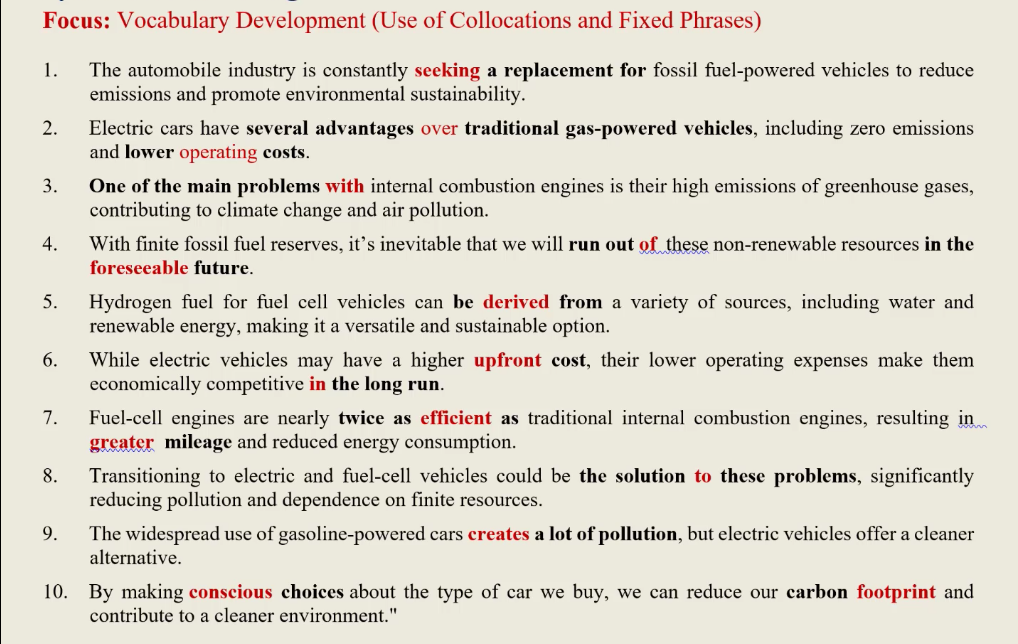 Focus: Vocabulary Development (Use of Collocations and Fixed Phrases)
1. The automobile industry is constantly seeking a replacement for fossil fuel-powered vehicles to reduce
emissions and promote environmental sustainability.
2. Electric cars have several advantages over traditional gas-powered vehicles, including zero emissions
and lower operating costs.
3. One of the main problems with internal combustion engines is their high emissions of greenhouse gases,
contributing to climate change and air pollution.
4. With finite fossil fuel reserves, it’s inevitable that we will run out of these non-renewable resources in the
foreseeable future.
5. Hydrogen fuel for fuel cell vehicles can be derived from a variety of sources, including water and
renewable energy, making it a versatile and sustainable option.
6. While electric vehicles may have a higher upfront cost, their lower operating expenses make them
economically competitive in the long run.
7. Fuel-cell engines are nearly twice as efficient as traditional internal combustion engines, resulting in
greater mileage and reduced energy consumption.
8. Transitioning to electric and fuel-cell vehicles could be the solution to these problems, significantly
reducing pollution and dependence on finite resources.
9. The widespread use of gasoline-powered cars creates a lot of pollution, but electric vehicles offer a cleaner
alternative.
10. By making conscious choices about the type of car we buy, we can reduce our carbon footprint and
contribute to a cleaner environment."